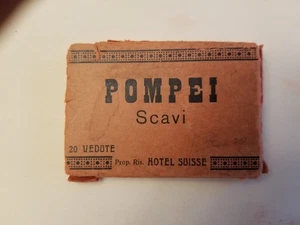 POMPEI
Scavi
20 VEDUTE
Prop. Ris. HOTEL SUISSE